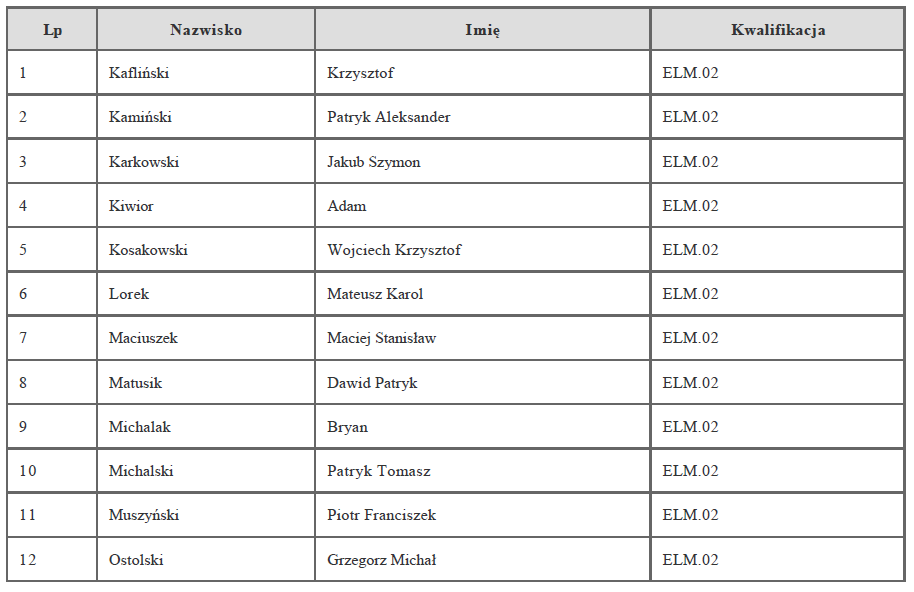 Lp Nazwisko Imię Kwalifikacja
1 Kafliński Krzysztof ELM.02
2 Kamiński Patryk Aleksander ELM.02
3 Karkowski Jakub Szymon ELM.02
4 Kiwior Adam ELM.02
5 Kosakowski Wojciech Krzysztof ELM.02
6 Lorek Mateusz Karol ELM.02
7 Maciuszek Maciej Stanisław ELM.02
8 Matusik Dawid Patryk ELM.02
9 Michalak Bryan ELM.02
10 Michalski Patryk Tomasz ELM.02
11 Muszyński Piotr Franciszek ELM.02
12 Ostolski Grzegorz Michał ELM.02